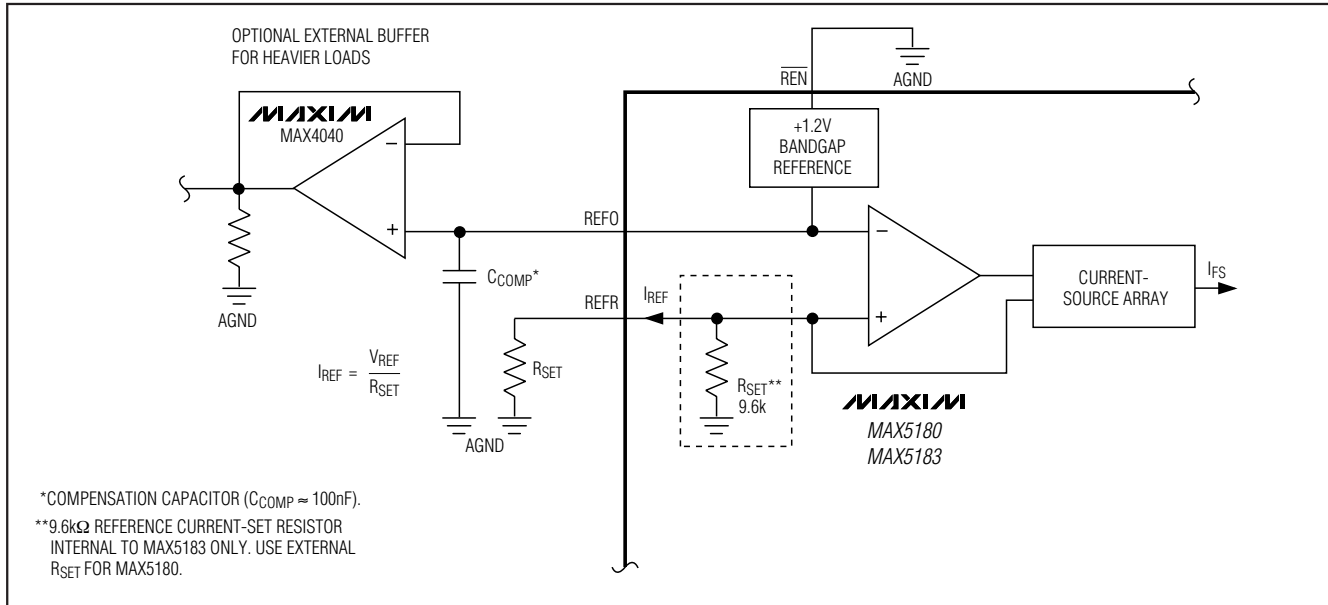 OPTIONAL EXTERNAL BUFFER
FOR HEAVIER LOADS
MAXIM
MAX4040
−
+
AGND
REN
AGND
+1.2V
BANDGAP
REFERENCE
REFO
CCOMP*
REFR
IREF
RSET
AGND
IREF = VREF
RSET
RSET**
9.6k
−
+
CURRENT-
SOURCE ARRAY
IFS
MAXIM
MAX5180
MAX5183
*COMPENSATION CAPACITOR (CCOMP ≈ 100nF).
**9.6kΩ REFERENCE CURRENT-SET RESISTOR
INTERNAL TO MAX5183 ONLY. USE EXTERNAL
RSET FOR MAX5180.